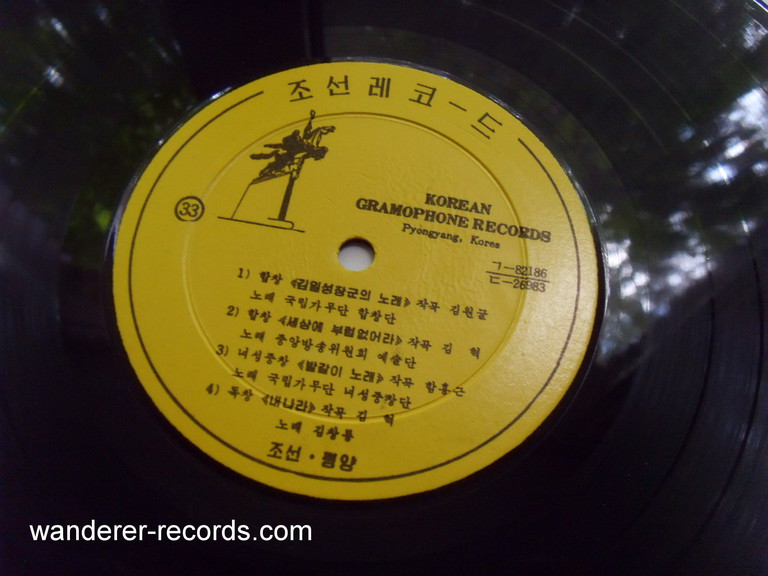 조선레코-드
33
KOREAN
GRAMOPHONE RECORDS
Pyongyang, Korea
ㄱ-82186
ㄷ-26983
1) 합창 《김일성장군의 노래》 작곡 김원균
노래 국립가무단 합창단
2) 합창 《세상에 부럼없어라》 작곡 김 혁
노래 중앙방송위원회 예술단
3) 녀성중창 《밭갈이 노래》 작곡 함홍근
노래 국립가무단 녀성중창단
4) 독창 《내나라》 작곡 김 혁
노래 김창룡
조선·평양
wanderer-records.com